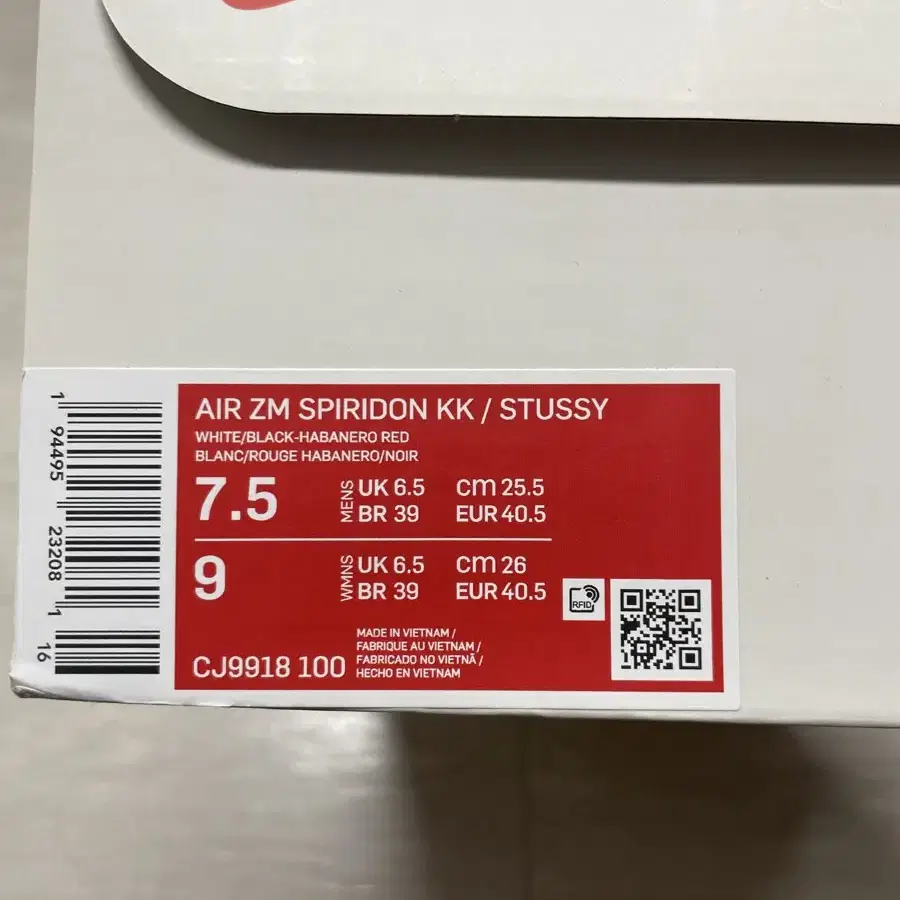 AIR ZM SPIRIDON KK / STUSSY
WHITE/BLACK-HABANERO RED
BLANC/ROUGE HABANERO/NOIR
7.5 MENS UK 6.5 cm 25.5
BR 39 EUR 40.5
9 WMNS UK 6.5 cm 26
BR 39 EUR 40.5
RFID
CJ9918 100
MADE IN VIETNAM /
FABRIQUE AU VIETNAM /
FABRICADO NO VIETNÃ /
HECHO EN VIETNAM
1 94495 23208 1 16